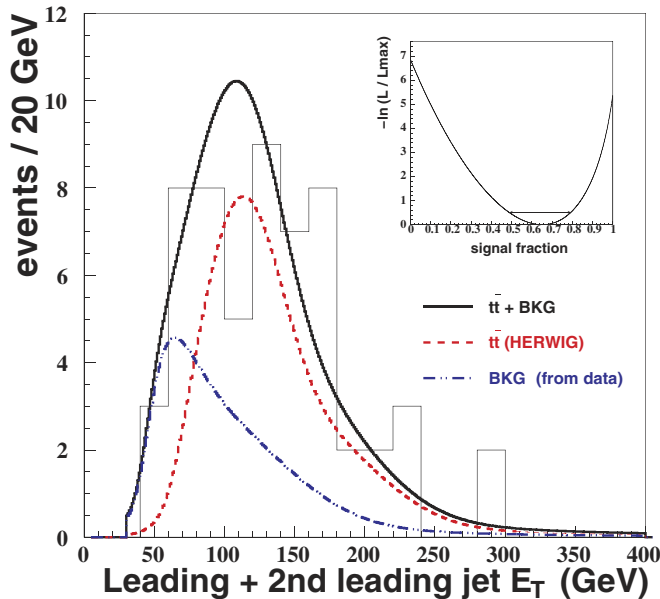 events / 20 GeV
12
10
8
6
4
2
0
0 50 100 150 200 250 300 350 400
Leading + 2nd leading jet E_T (GeV)
−ln (L / Lmax)
7
6
5
4
3
2
1
0
0 0.1 0.2 0.3 0.4 0.5 0.6 0.7 0.8 0.9 1
signal fraction
tt̄ + BKG
tt̄ (HERWIG)
BKG (from data)